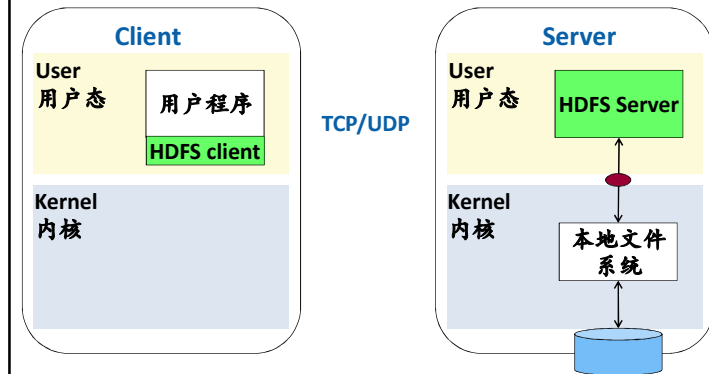 Client
User
用户态
用户程序
HDFS client
Kernel
内核
TCP/UDP
Server
User
用户态
HDFS Server
Kernel
内核
本地文件
系统